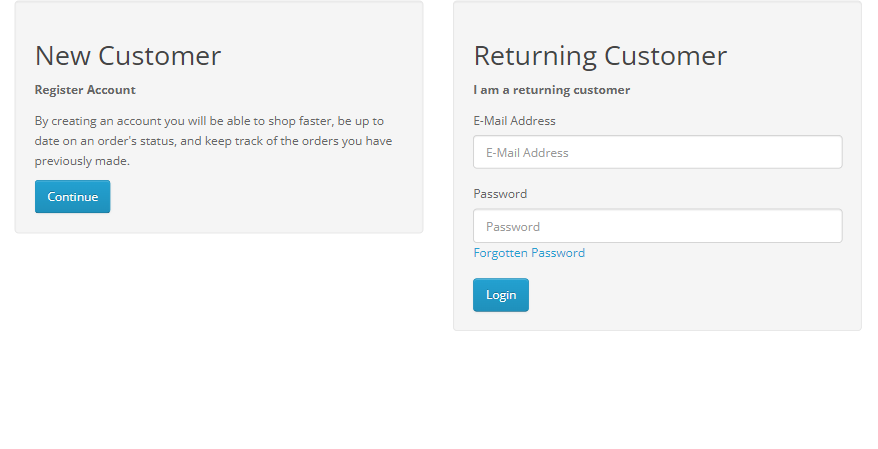 New Customer
Register Account
By creating an account you will be able to shop faster, be up to
date on an order's status, and keep track of the orders you have
previously made.
Continue
Returning Customer
I am a returning customer
E-Mail Address
E-Mail Address
Password
Password
Forgotten Password
Login